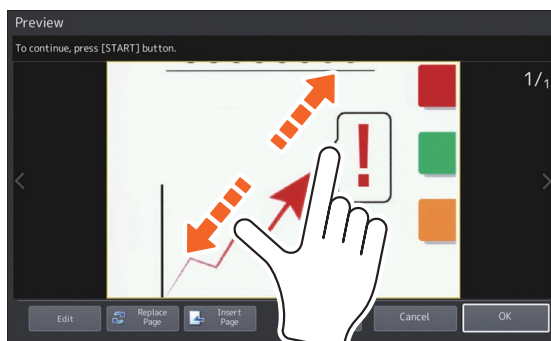 Preview
To continue, press [START] button.
1/1
!
Edit
Replace
Page
Insert
Page
Cancel
OK